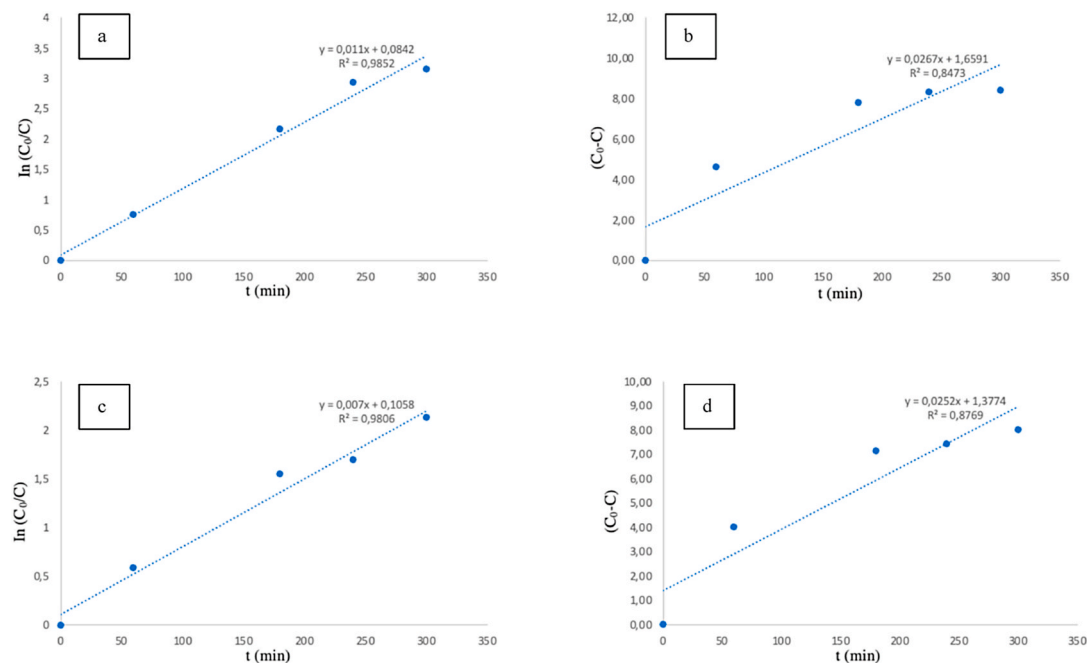 a
y = 0,011x + 0,0842
R² = 0,9852
4
3,5
3
2,5
2
1,5
1
0,5
0
In (C₀/C)
0 50 100 150 200 250 300 350
t (min)
b
y = 0,0267x + 1,6591
R² = 0,8473
12,00
10,00
8,00
6,00
4,00
2,00
0,00
(C₀-C)
0 50 100 150 200 250 300 350
t (min)
c
y = 0,007x + 0,1058
R² = 0,9806
2,5
2
1,5
1
0,5
0
In (C₀/C)
0 50 100 150 200 250 300 350
t (min)
d
y = 0,0252x + 1,3774
R² = 0,8769
10,00
9,00
8,00
7,00
6,00
5,00
4,00
3,00
2,00
1,00
0,00
(C₀-C)
0 50 100 150 200 250 300 350
t (min)